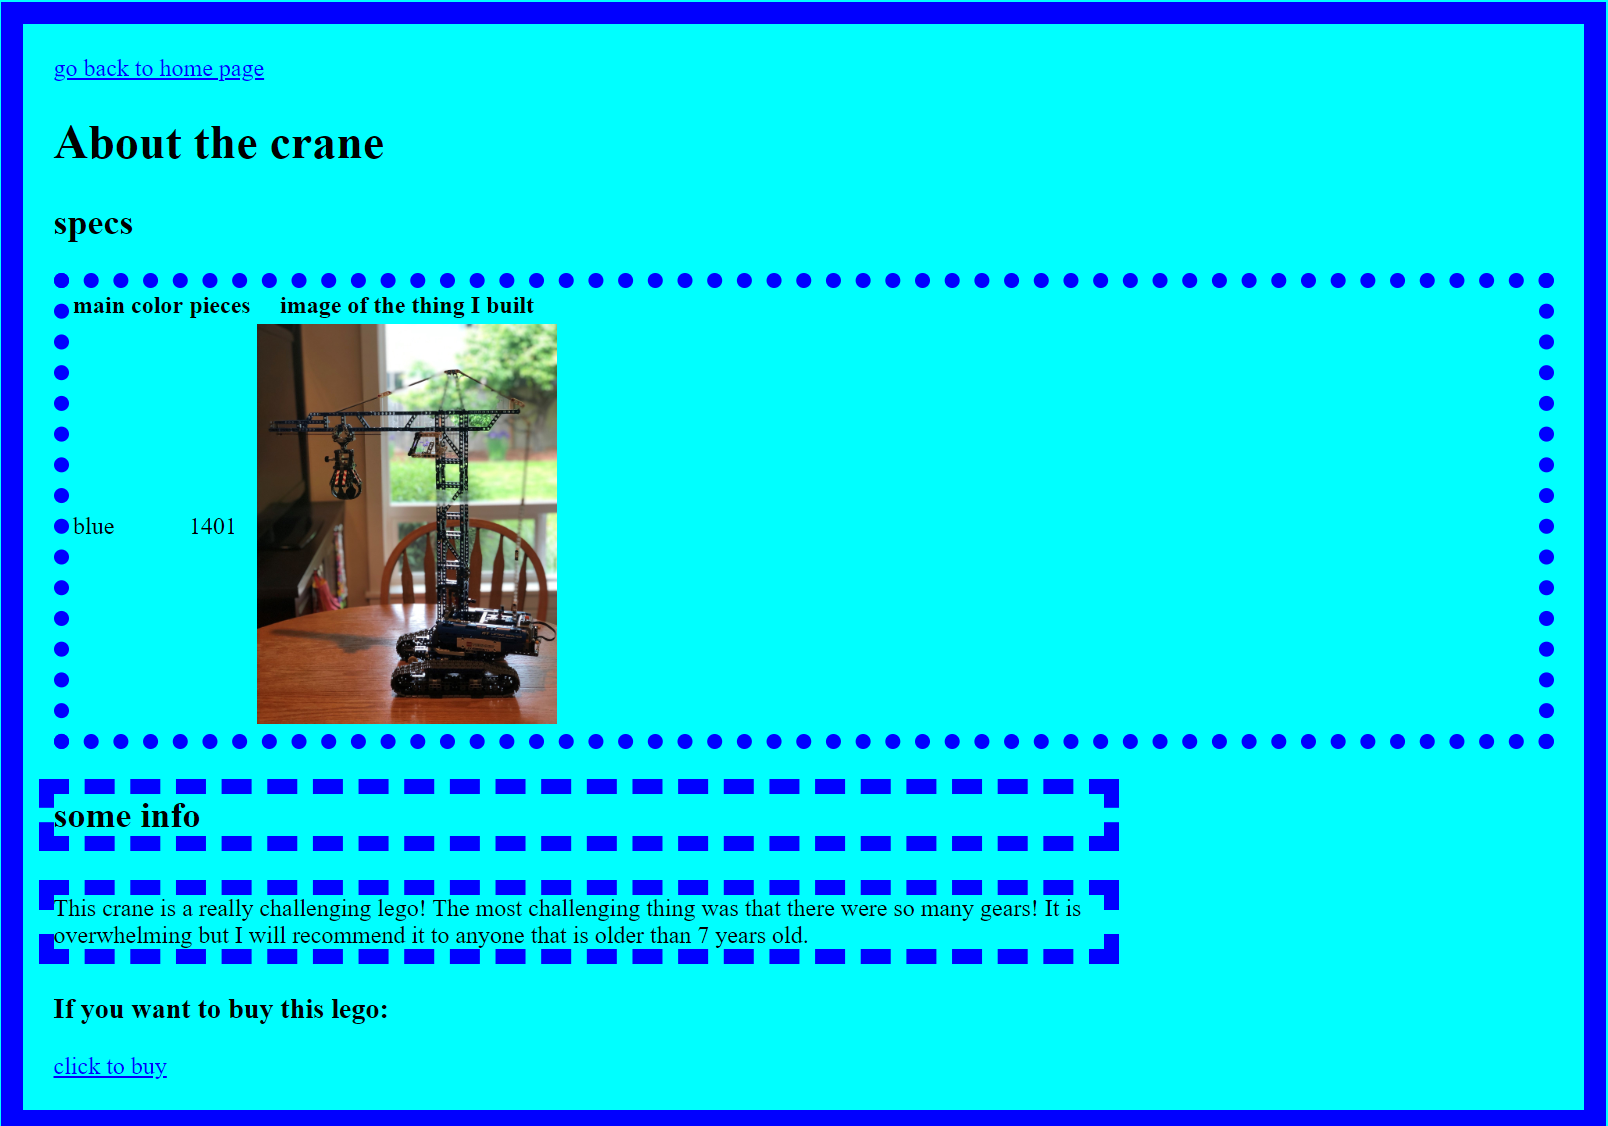 go back to home page
About the crane
specs
main color pieces image of the thing I built
blue 1401
some info
This crane is a really challenging lego! The most challenging thing was that there were so many gears! It is
overwhelming but I will recommend it to anyone that is older than 7 years old.
If you want to buy this lego:
click to buy